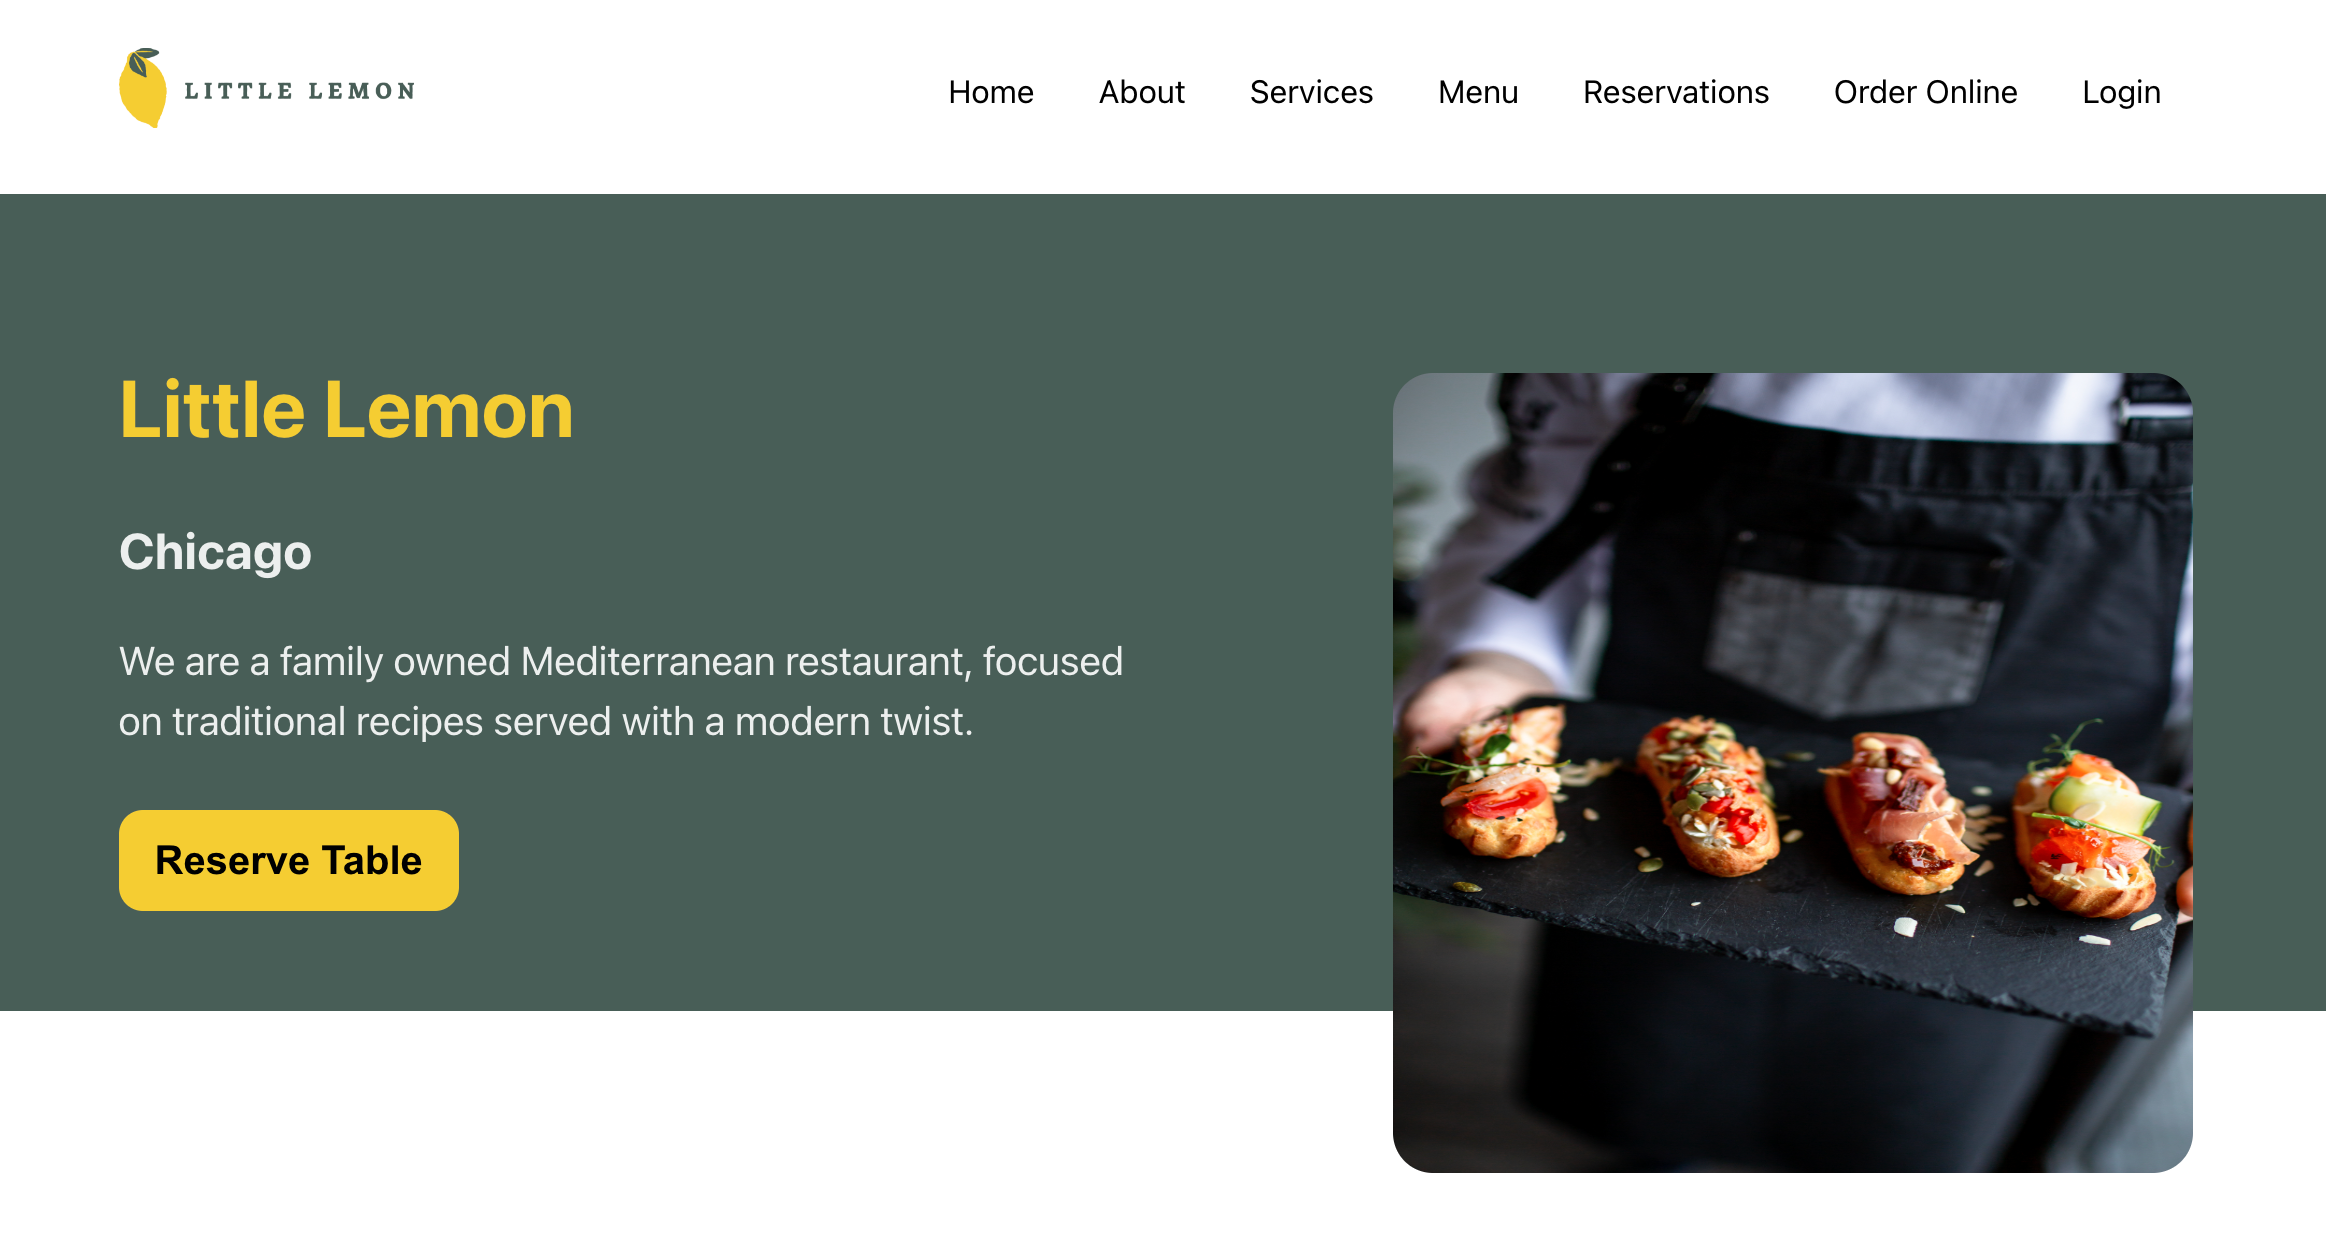 LITTLE LEMON
Home About Services Menu Reservations Order Online Login
Little Lemon
Chicago
We are a family owned Mediterranean restaurant, focused
on traditional recipes served with a modern twist.
Reserve Table